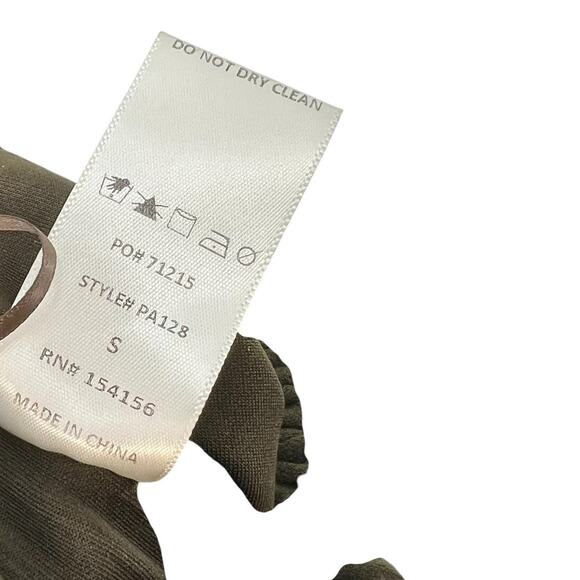 DO NOT DRY CLEAN
PO# 71215
STYLE# PA128
S
RN# 154156
MADE IN CHINA